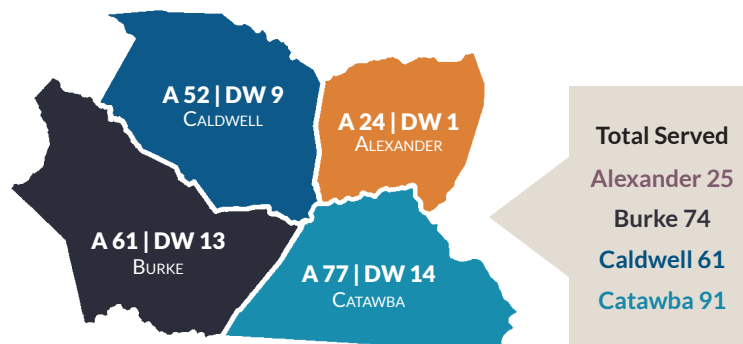 A 52 | DW 9
Caldwell
A 24 | DW 1
Alexander
A 61 | DW 13
Burke
A 77 | DW 14
Catawba
Total Served
Alexander 25
Burke 74
Caldwell 61
Catawba 91